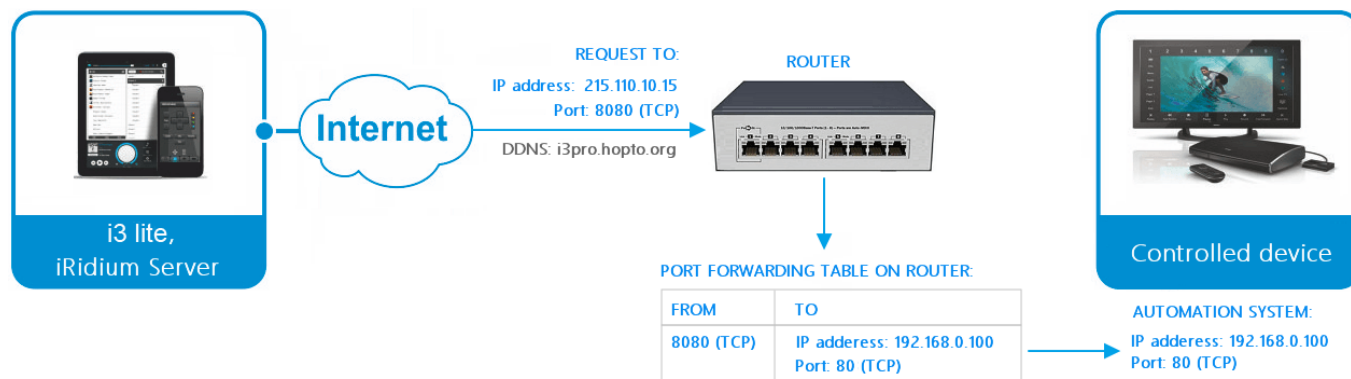 i3 lite,
iRidium Server
Internet
REQUEST TO:
IP address: 215.110.10.15
Port: 8080 (TCP)
DDNS: i3pro.hopto.org
ROUTER
PORT FORWARDING TABLE ON ROUTER:
FROM TO
8080 (TCP) IP adderess: 192.168.0.100
Port: 80 (TCP)
Controlled device
AUTOMATION SYSTEM:
IP adderess: 192.168.0.100
Port: 80 (TCP)